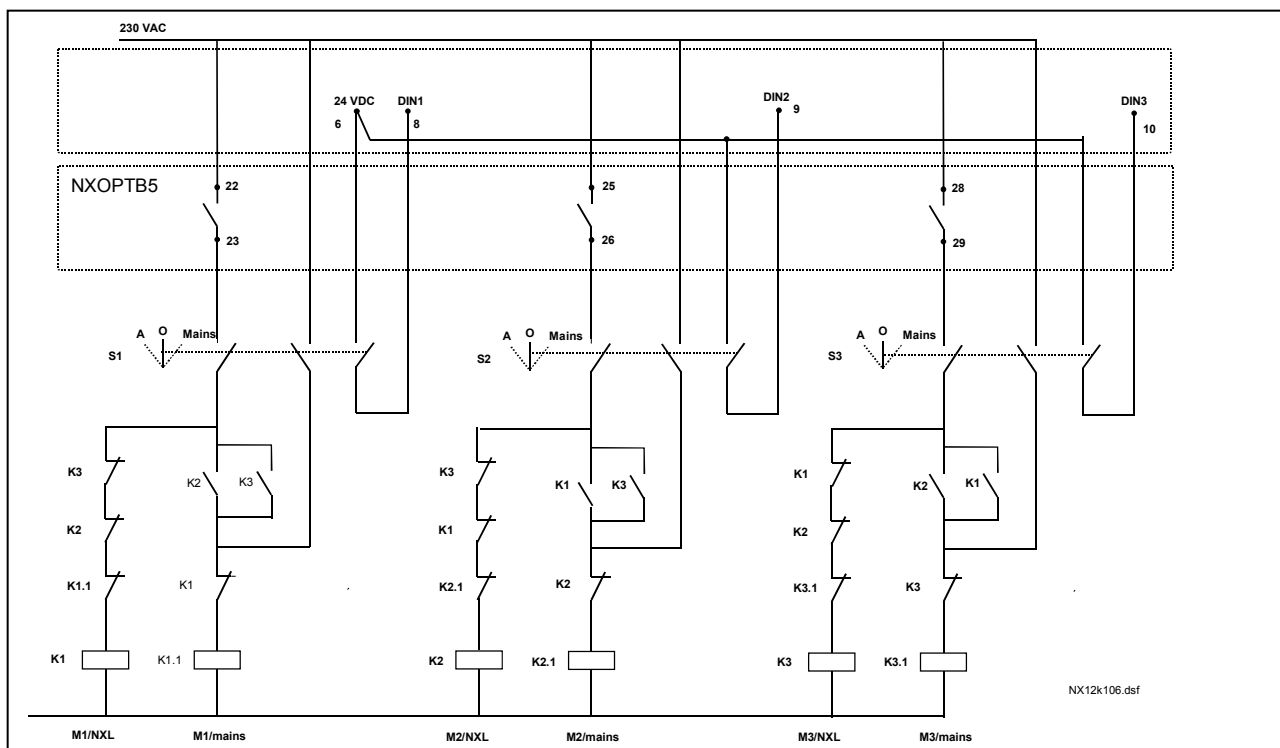 230 VAC
24 VDC DIN1 DIN2 DIN3
6 8 9 10
NXOPTB5
22 25 28
23 26 29
A O Mains A O Mains A O Mains
S1 S2 S3
K3 K2 K3 K3 K1 K3 K1 K2 K1
K2 K1 K2
K1.1 K1 K2.1 K2 K3.1 K3
K1 K1.1 K2 K2.1 K3 K3.1
NX12k106.dsf
M1/NXL M1/mains M2/NXL M2/mains M3/NXL M3/mains